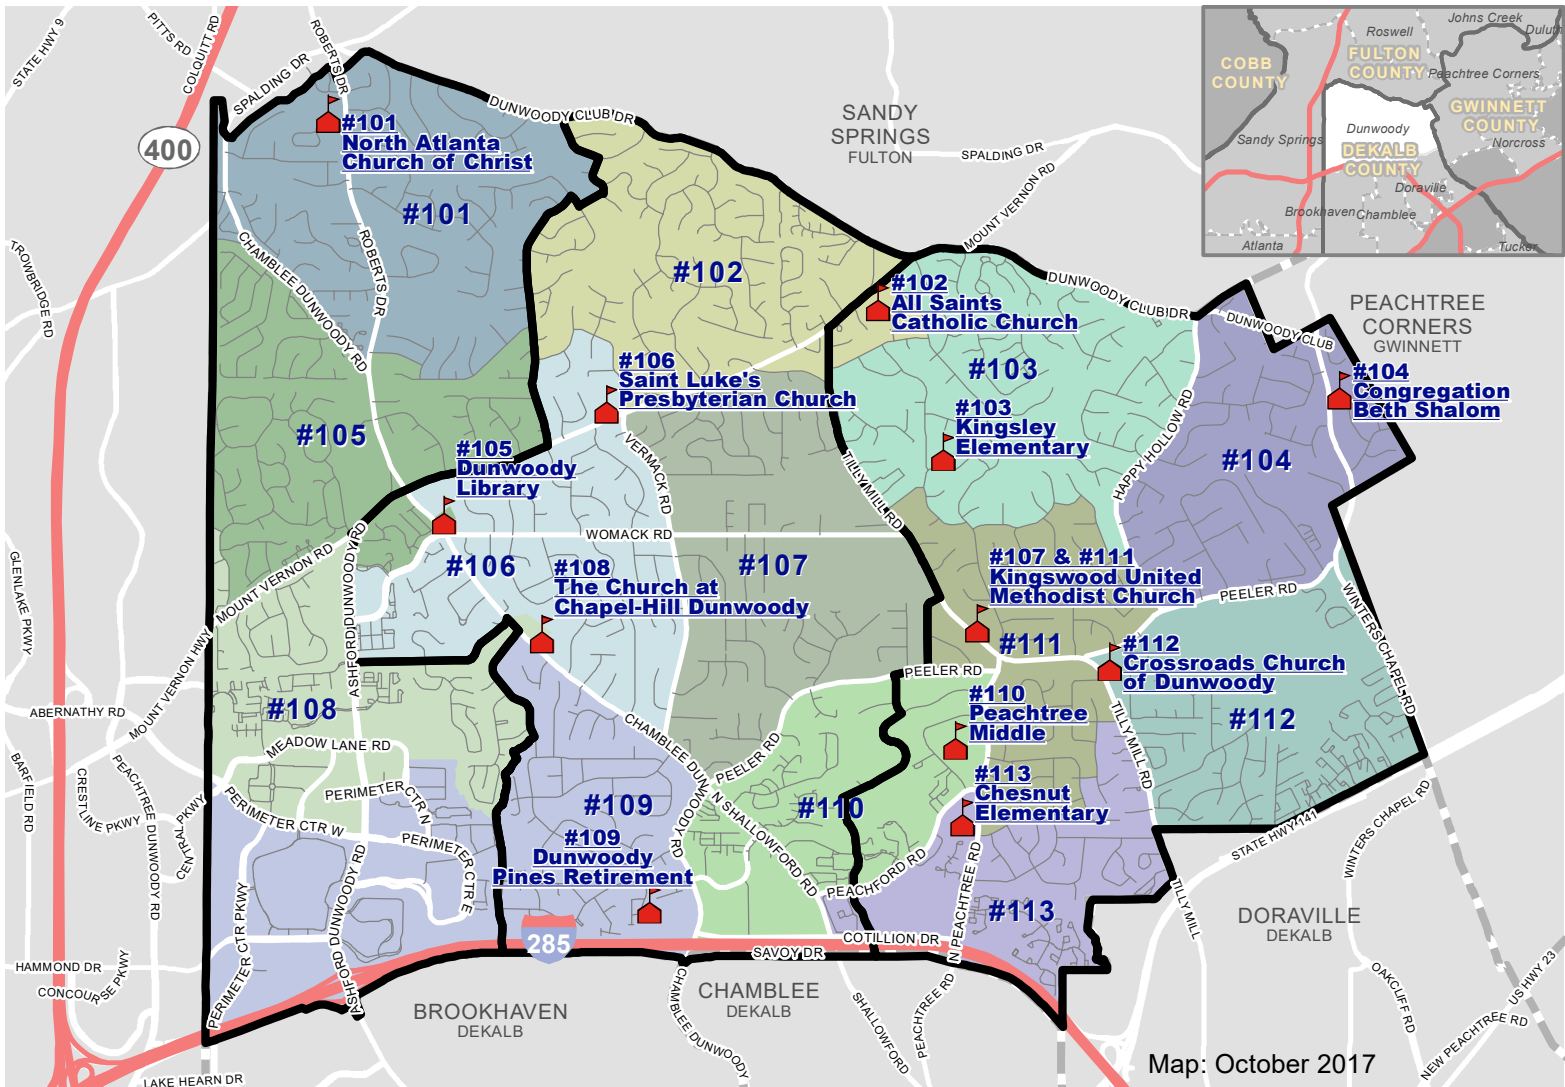 STATE HWY 9
PITTS RD
COLQUITT RD
ROBERTS DR
SPALDING DR
400
#101
North Atlanta
Church of Christ
#101
DUNWOODY CLUB DR
SANDY
SPRINGS
FULTON
SPALDING DR
MOUNT VERNON RD
COBB
COUNTY
Roswell
FULTON
COUNTY
Johns Creek
Duluth
Peachtree Corners
GWINNETT
COUNTY
Norcross
Sandy Springs
Dunwoody
DEKALB
COUNTY
Doraville
Brookhaven
Chamblee
Atlanta
Tucker
TROWBRIDGE RD
CHAMBLEE DUNWOODY RD
ROBERTS DR
#102
#102
All Saints
Catholic Church
DUNWOODY CLUB DR
DUNWOODY CLUB
PEACHTREE
CORNERS
GWINNETT
#106
Saint Luke's
Presbyterian Church
#103
#103
Kingsley
Elementary
HAPPY HOLLOW RD
#104
Congregation
Beth Shalom
#104
#105
#105
Dunwoody
Library
VERMACK RD
TILLY MILL RD
WOMACK RD
GLENLAKE PKWY
MOUNT VERNON RD
ASHFORD DUNWOODY RD
#106
#108
The Church at
Chapel-Hill Dunwoody
#107
#107 & #111
Kingswood United
Methodist Church
PEELER RD
WINTERS CHAPEL RD
#111
#112
Crossroads Church
of Dunwoody
MOUNT VERNON HWY
ASHFORD DUNWOODY RD
PEELER RD
#110
Peachtree
Middle
#112
TILLY MILL RD
ABERNATHY RD
#108
MEADOW LANE RD
CHAMBLEE DUNWOODY RD
PEELER RD
BARFIELD RD
CRESTLINE PKWY
PEACHTREE DUNWOODY RD
CENTRAL PKWY
PERIMETER CTR W
PERIMETER CTR N
PERIMETER CTR E
#109
#109
Dunwoody
Pines Retirement
#110
N SHALLOWFORD RD
#113
Chesnut
Elementary
STATE HWY 141
WINTERS CHAPEL RD
PEACHFORD RD
N PEACHTREE RD
#113
TILLY MILL
PERIMETER CTR PKWY
ASHFORD DUNWOODY RD
285
COTILLION DR
SAVOY DR
DORAVILLE
DEKALB
HAMMOND DR
CONCOURSE PKWY
BROOKHAVEN
DEKALB
CHAMBLEE
DEKALB
CHAMBLEE DUNWOODY
SHALLOWFORD
PEACHTREE RD
OAKCLIFF RD
US HWY 23
NEW PEACHTREE RD
LAKE HEARN DR
Map: October 2017